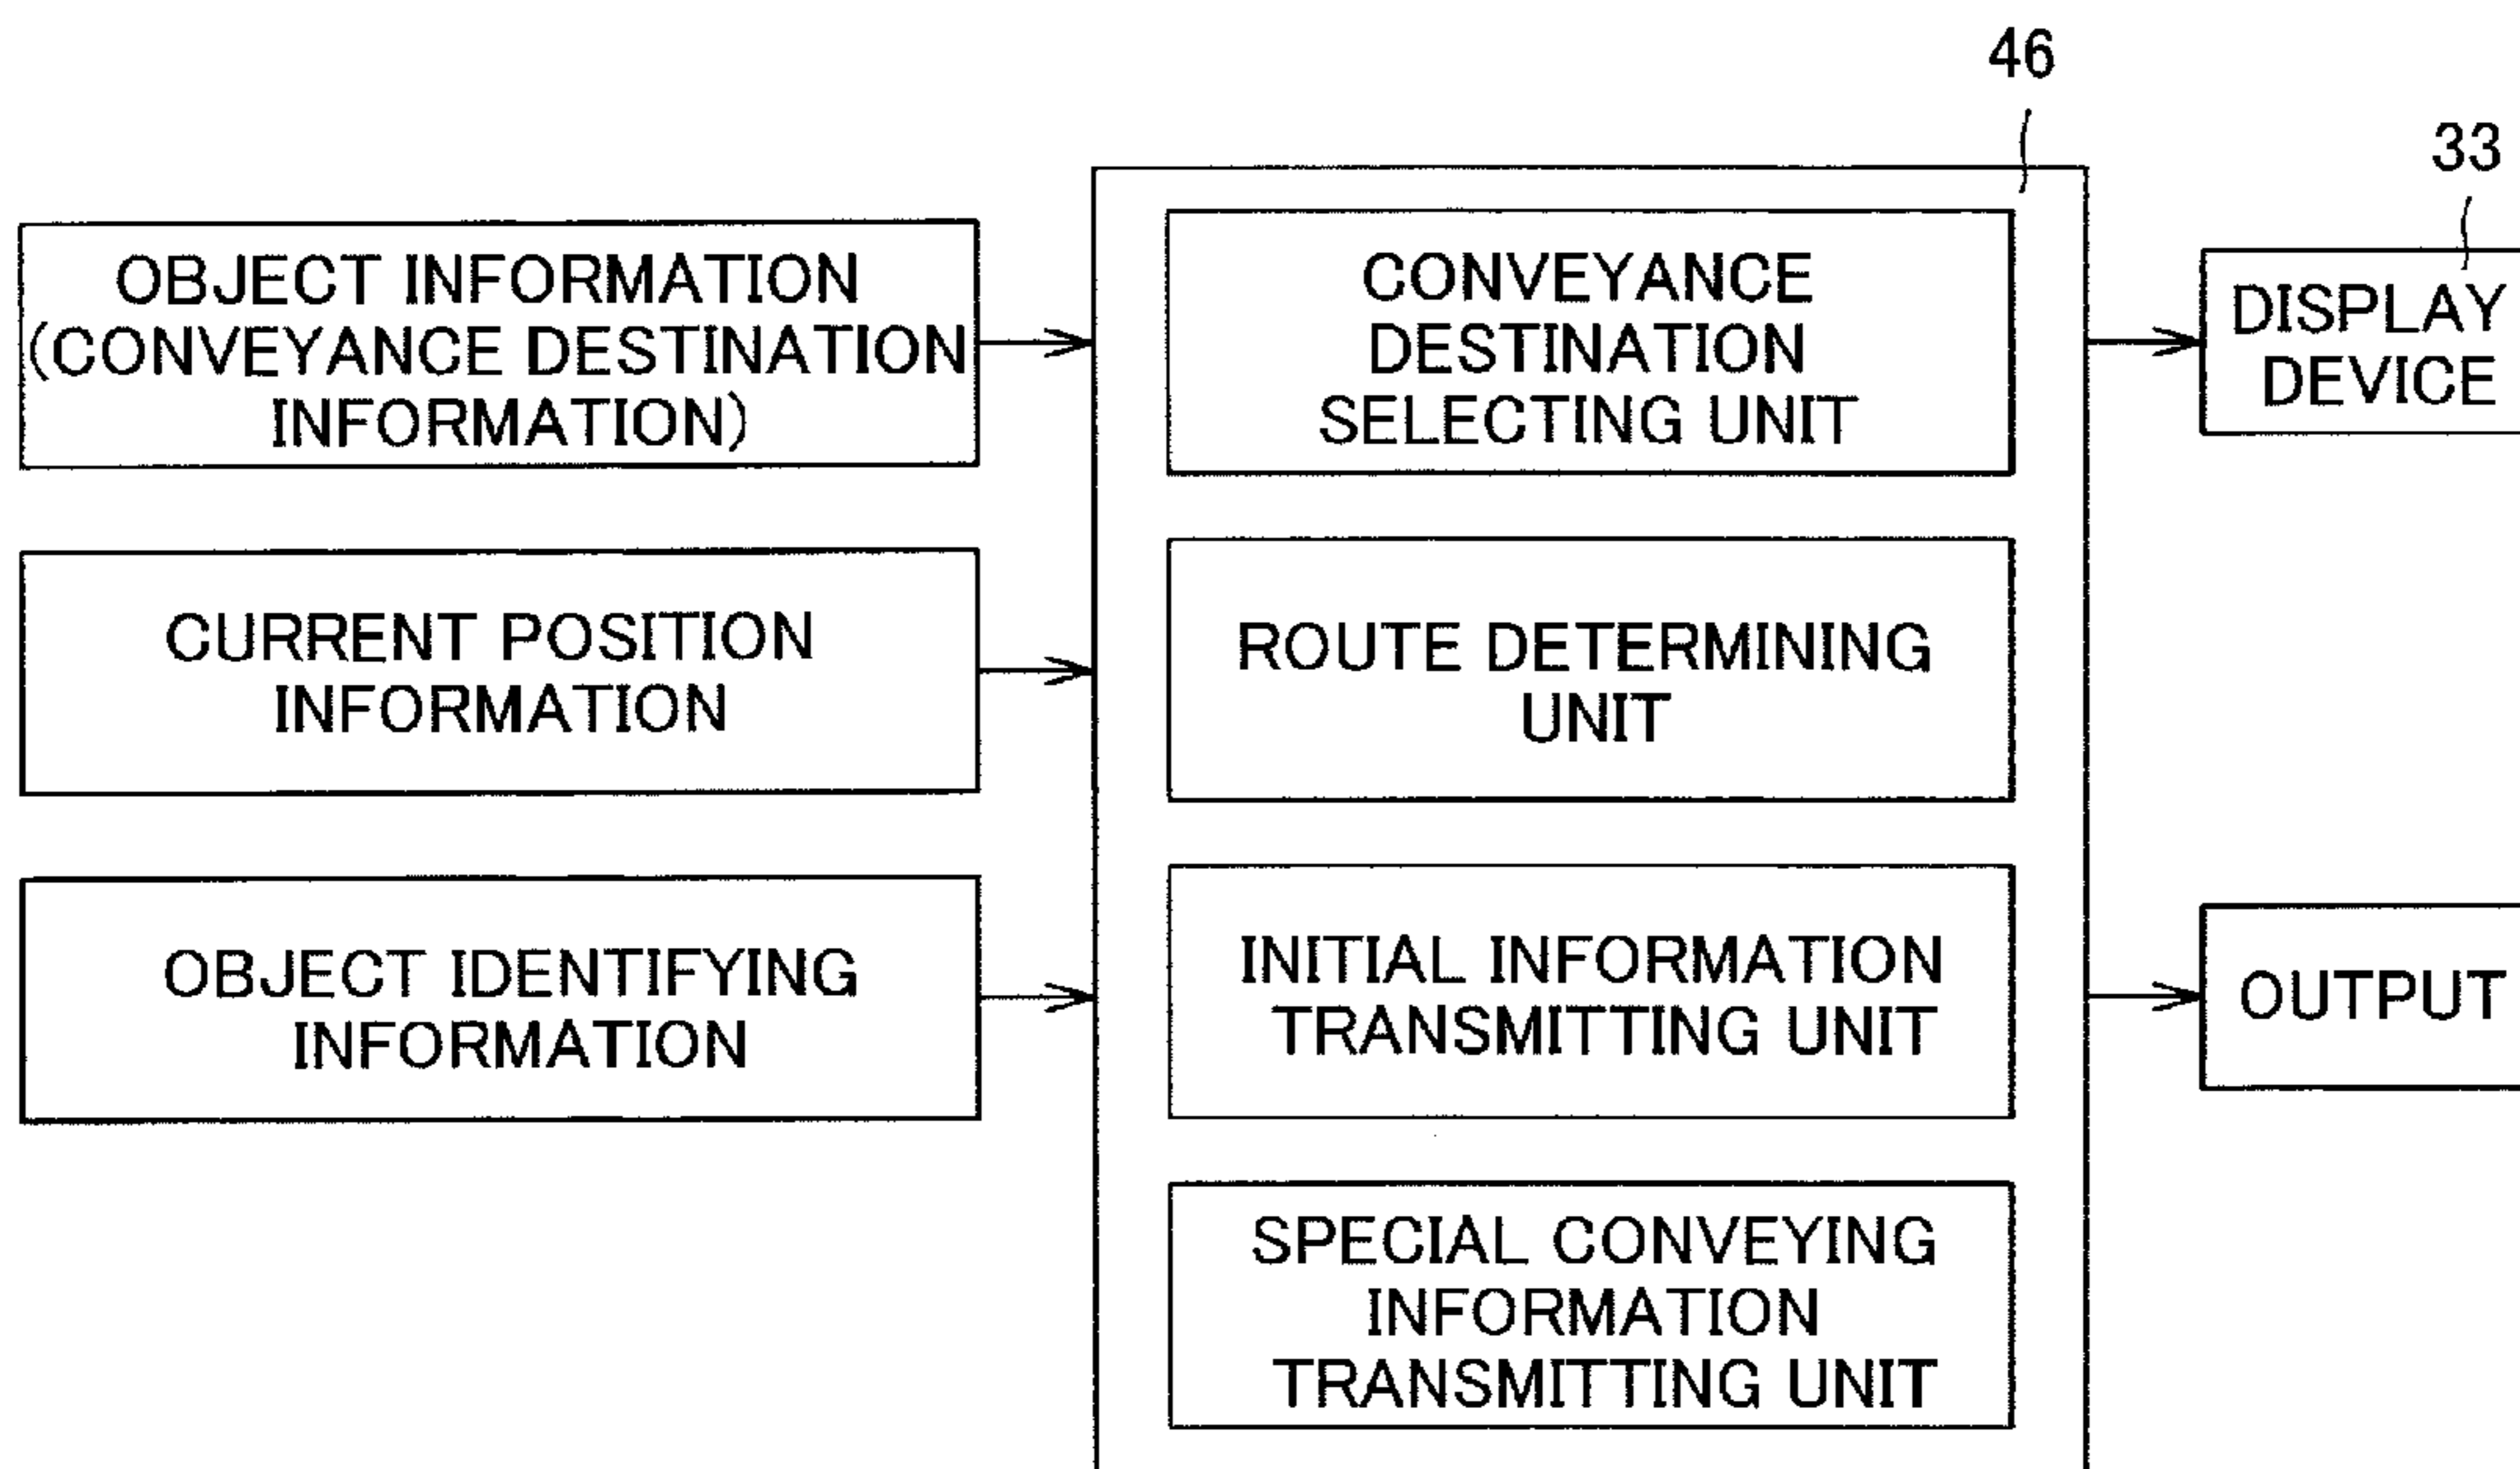 46
33
OBJECT INFORMATION
(CONVEYANCE DESTINATION
INFORMATION)
CURRENT POSITION
INFORMATION
OBJECT IDENTIFYING
INFORMATION
CONVEYANCE
DESTINATION
SELECTING UNIT
ROUTE DETERMINING
UNIT
INITIAL INFORMATION
TRANSMITTING UNIT
SPECIAL CONVEYING
INFORMATION
TRANSMITTING UNIT
DISPLAY
DEVICE
OUTPUT